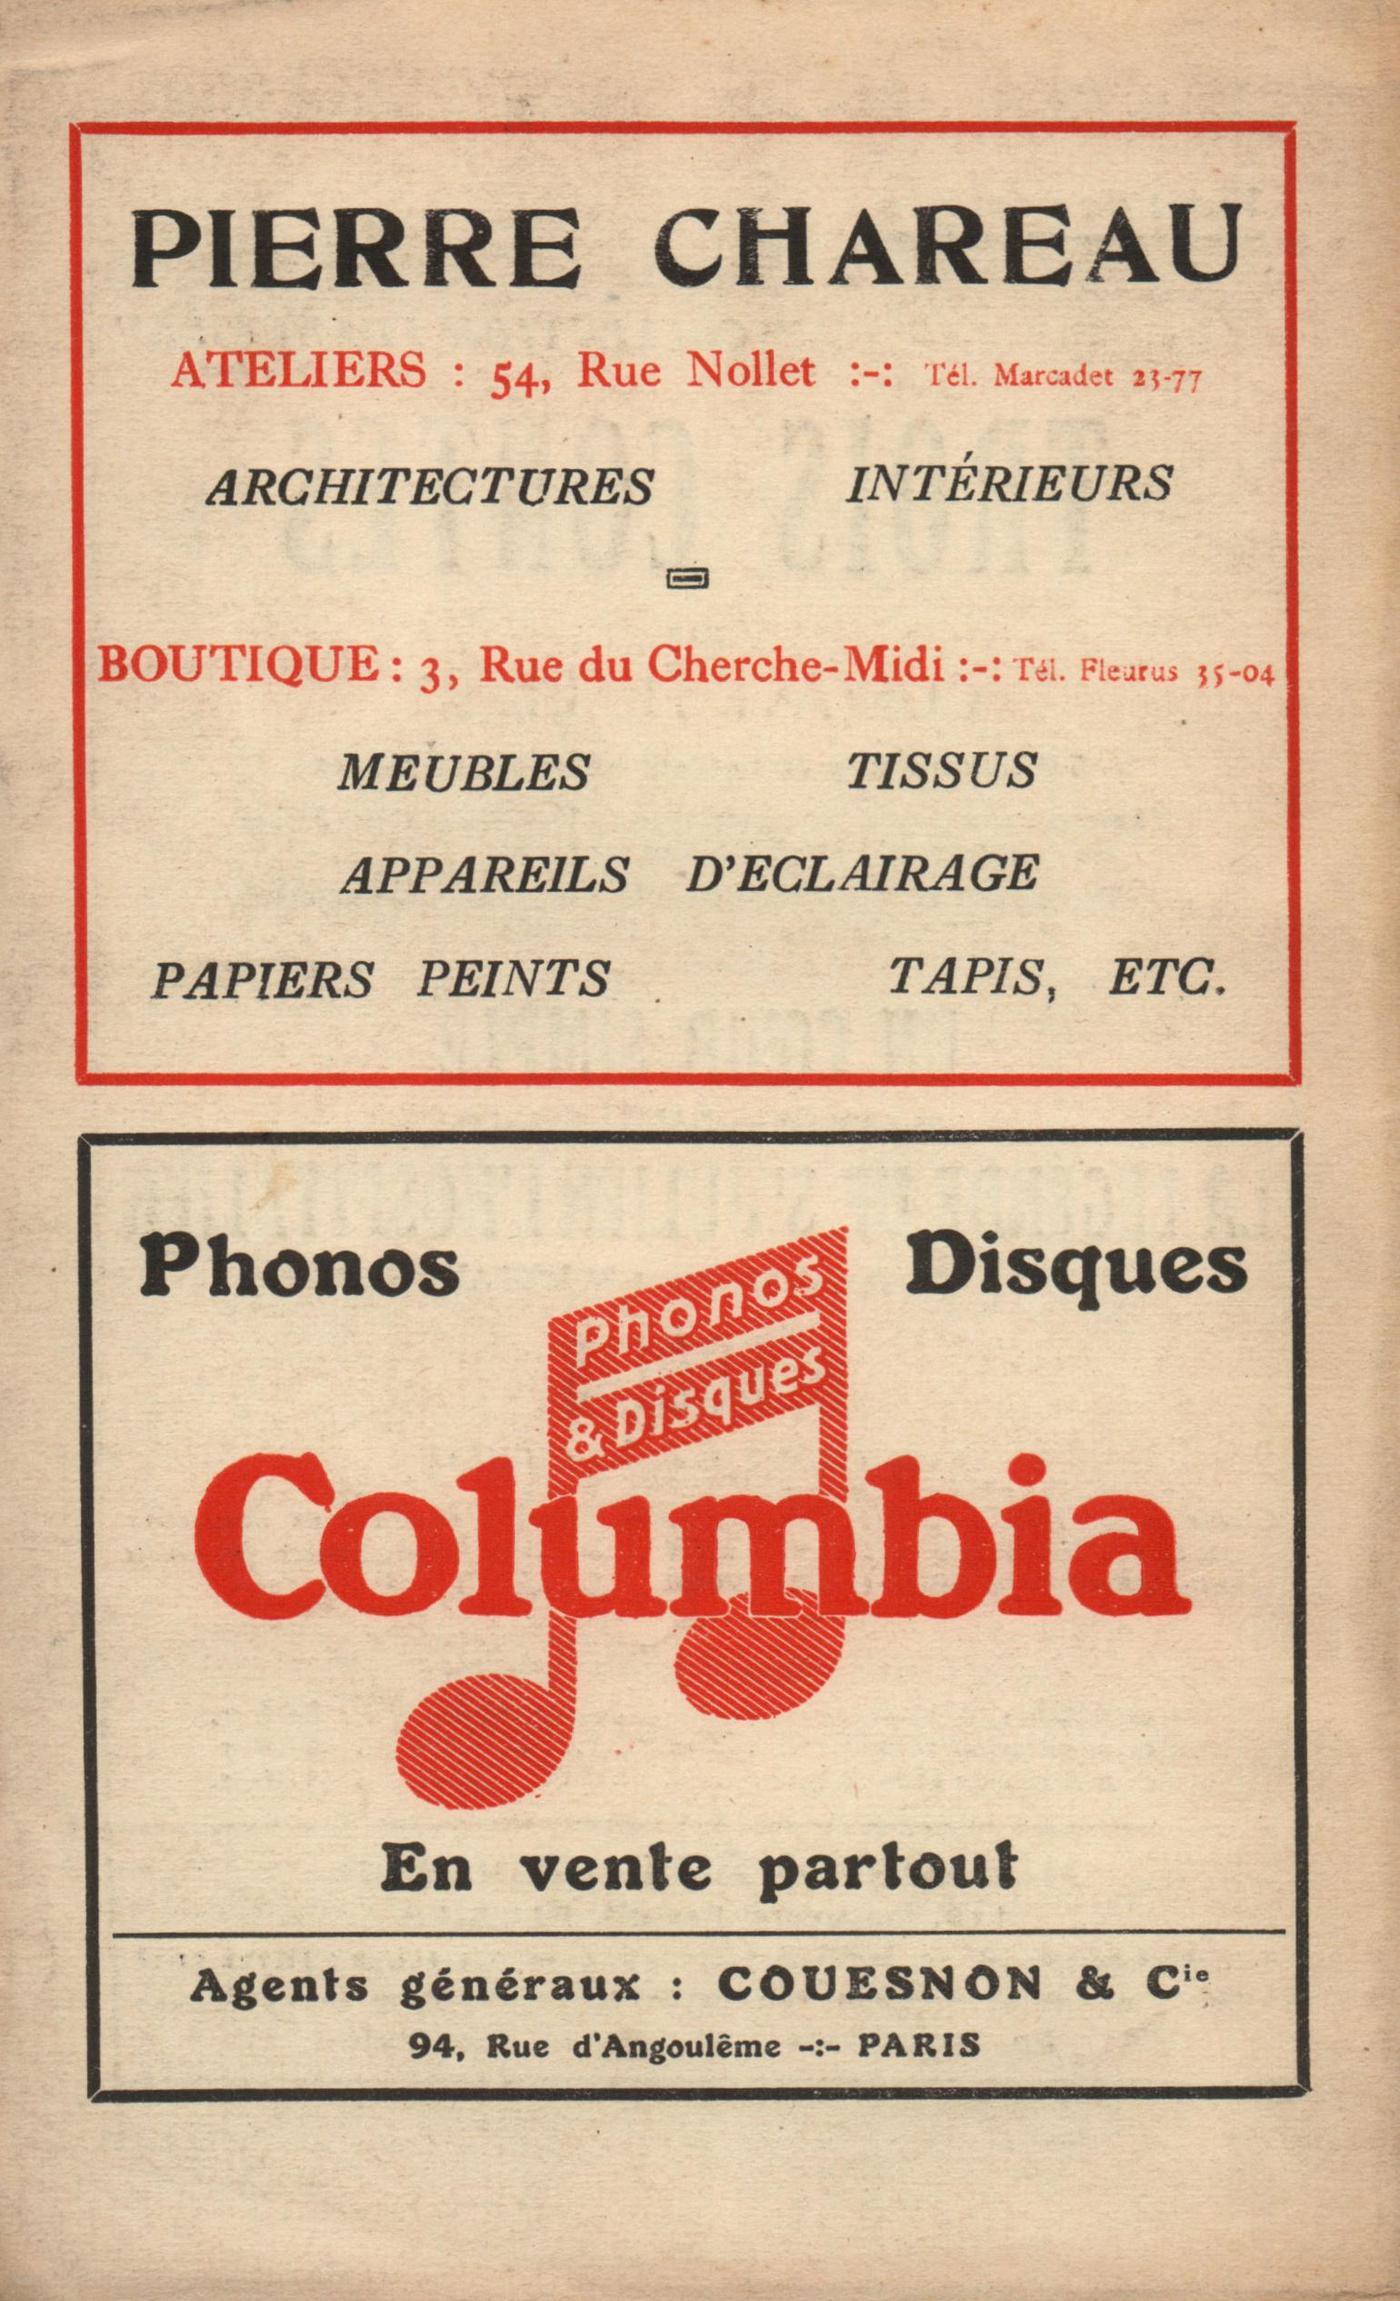 PIERRE CHAREAU
ATELIERS : 54, Rue Nollet :-: Tél. Marcadet 23-77
ARCHITECTURES INTÉRIEURS
BOUTIQUE : 3, Rue du Cherche-Midi :-: Tél. Fleurus 35-04
MEUBLES TISSUS
APPAREILS D'ECLAIRAGE
PAPIERS PEINTS TAPIS, ETC.
Phonos Disques
Phonos
& Disques
Columbia
En vente partout
Agents généraux : COUESNON & Cie
94, Rue d'Angoulême -:- PARIS